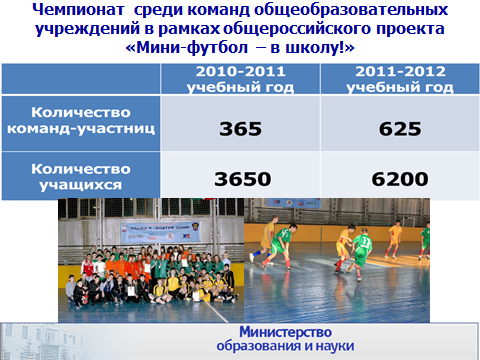 Чемпионат среди команд общеобразовательных
учреждений в рамках общероссийского проекта
«Мини-футбол – в школу!»
2010-2011
учебный год
2011-2012
учебный год
Количество
команд-участниц
365
625
Количество
учащихся
3650
6200
Министерство
образования и науки